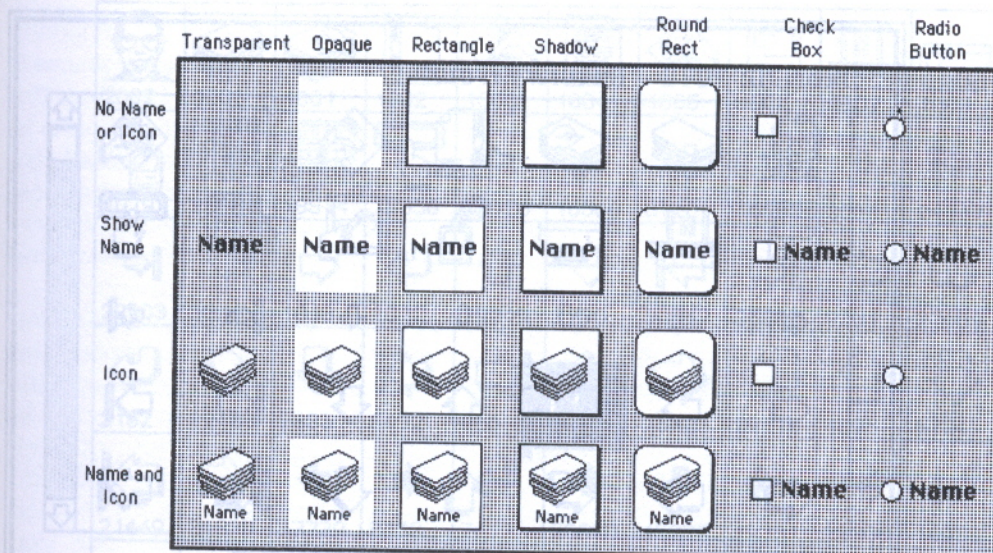 Transparent Opaque Rectangle Shadow Round Rect Check Box Radio Button
No Name
or Icon
Show
Name
Name Name Name Name Name Name Name
Icon
Name and
Icon
Name Name Name Name Name Name Name